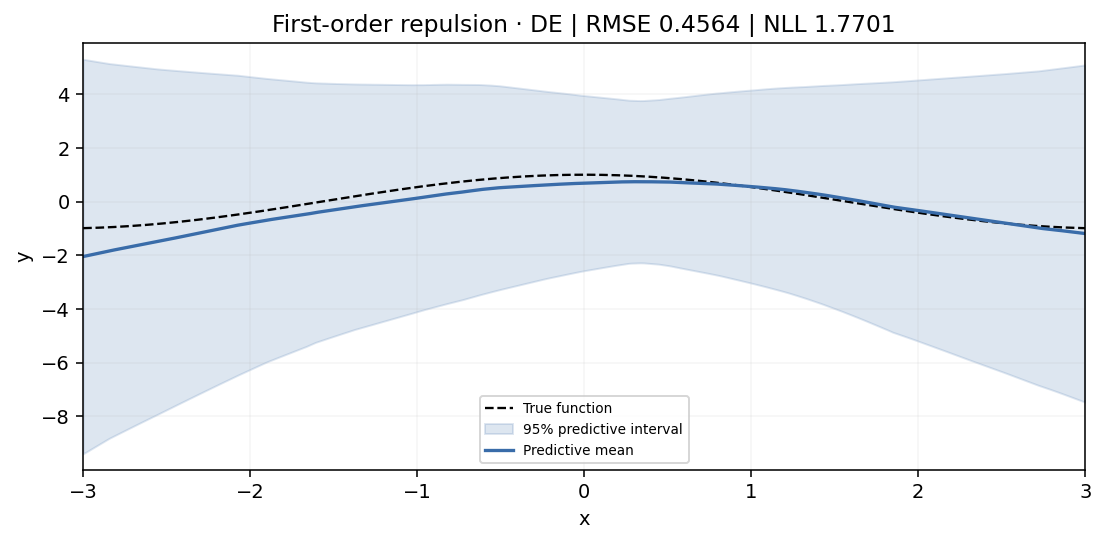 First-order repulsion · DE | RMSE 0.4564 | NLL 1.7701
y
4
2
0
−2
−4
−6
−8
True function
95% predictive interval
Predictive mean
−3 −2 −1 0 1 2 3
x